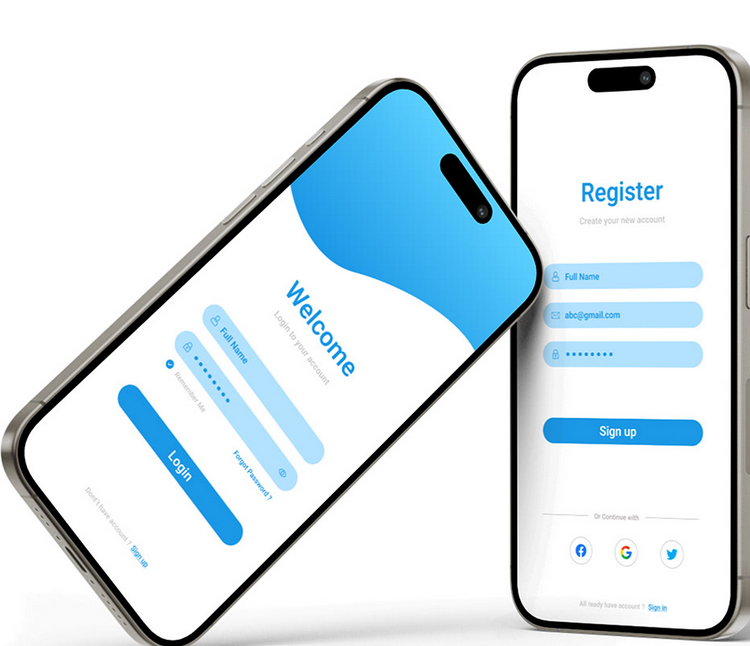 Welcome
Login to your account
Full Name
Remember Me
Forgot Password ?
Login
Don't have account ? Sign up
Register
Create your new account
Full Name
abc@gmail.com
Sign up
Or Continue with
All ready have account ? Sign in